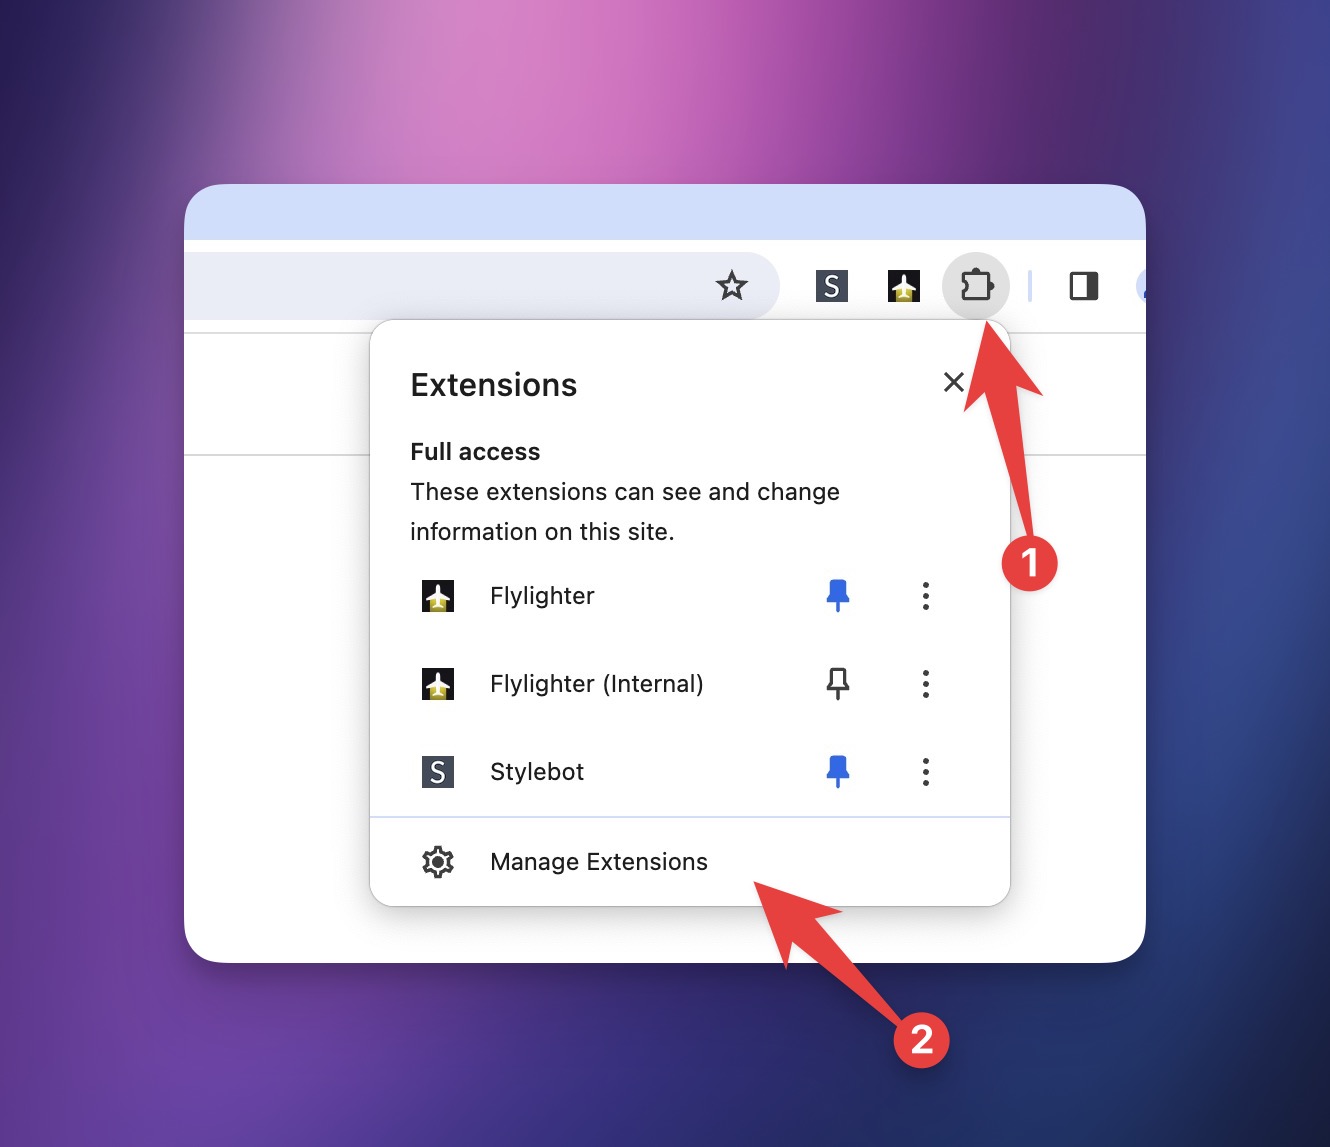 S
Extensions
Full access
These extensions can see and change
information on this site.
1
Flylighter
Flylighter (Internal)
S Stylebot
Manage Extensions
2